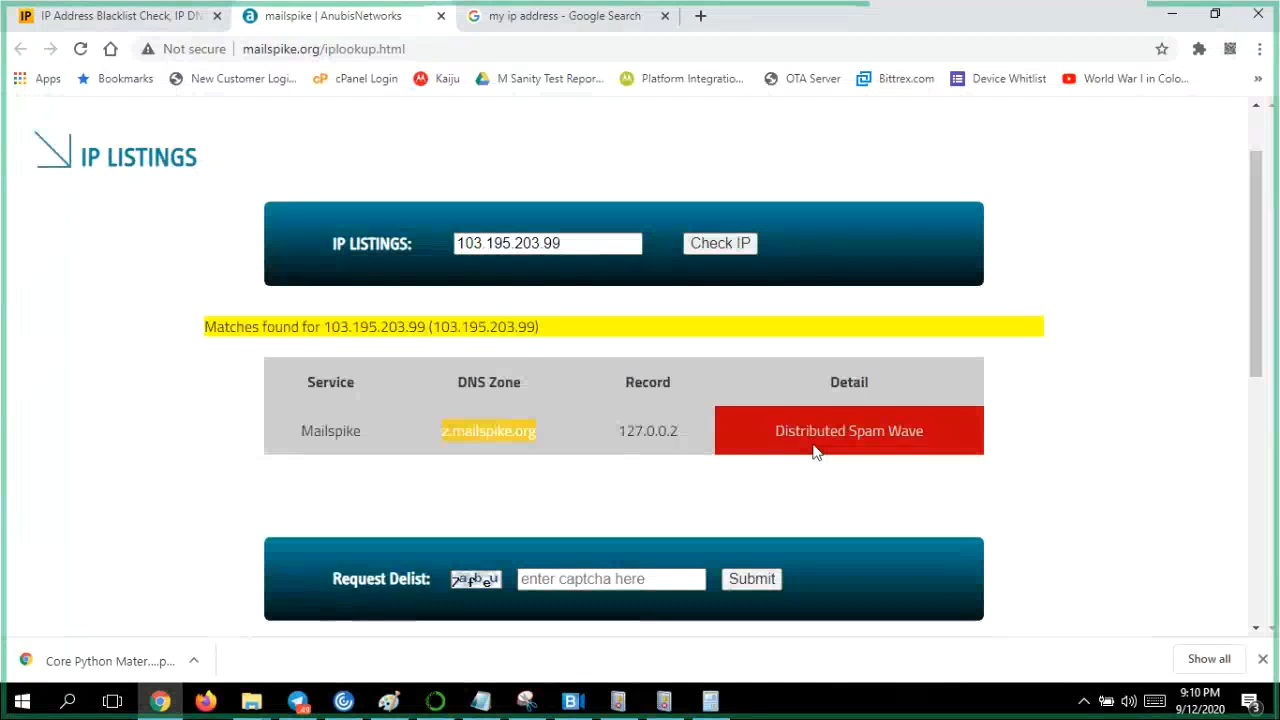 IP Address Blacklist Check, IP DN
mailspike | AnubisNetworks
my ip address - Google Search
Not secure
mailspike.org/iplookup.html
Apps
Bookmarks
New Customer Logi...
cPanel Login
Kaiju
M Sanity Test Repor...
Platform Integratio...
OTA Server
Bittrex.com
Device Whitlist
World War I in Colo...
»
IP LISTINGS
IP LISTINGS: 103.195.203.99 Check IP
Matches found for 103.195.203.99 (103.195.203.99)
Service DNS Zone Record Detail
Mailspike z.mailspike.org 127.0.0.2 Distributed Spam Wave
Request Delist: 7afbeu enter captcha here Submit
Core Python Mater....p...
Show all
9:10 PM
9/12/2020